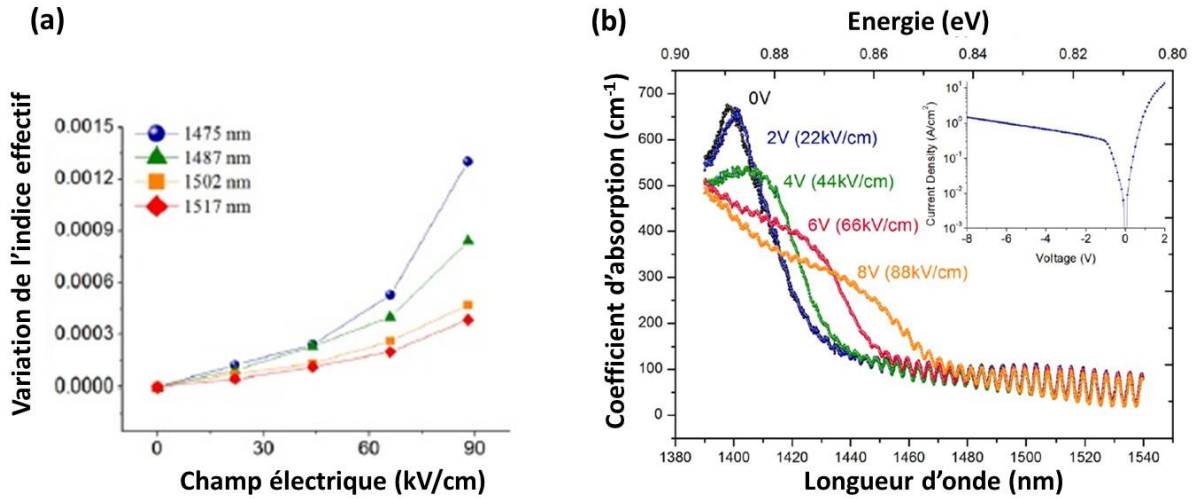 (a)
Variation de l'indice effectif
0.0015
0.0012
0.0009
0.0006
0.0003
0.0000
1475 nm
1487 nm
1502 nm
1517 nm
0 30 60 90
Champ électrique (kV/cm)
(b)
Energie (eV)
0.90 0.88 0.86 0.84 0.82 0.80
Coefficient d'absorption (cm⁻¹)
700
600
500
400
300
200
100
0
0V
2V (22kV/cm)
4V (44kV/cm)
6V (66kV/cm)
8V (88kV/cm)
Current Density (A/cm²)
10¹
10⁰
10⁻¹
10⁻²
10⁻³
-8 -6 -4 -2 0 2
Voltage (V)
1380 1400 1420 1440 1460 1480 1500 1520 1540
Longueur d'onde (nm)